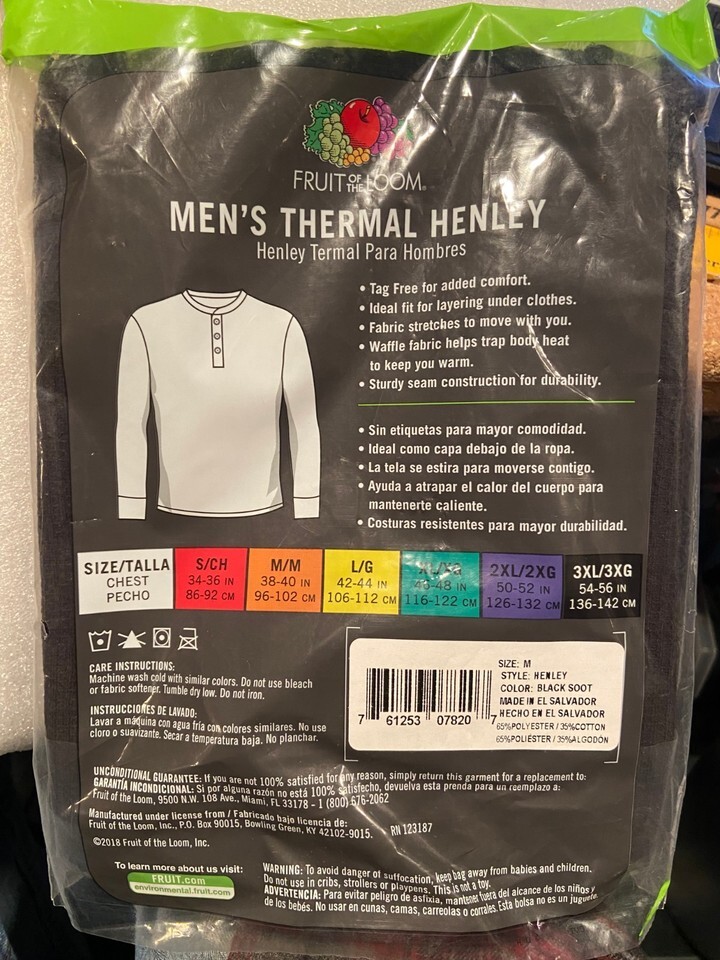 FRUIT OF THE LOOM®
MEN'S THERMAL HENLEY
Henley Termal Para Hombres
• Tag Free for added comfort.
• Ideal fit for layering under clothes.
• Fabric stretches to move with you.
• Waffle fabric helps trap body heat
to keep you warm.
• Sturdy seam construction for durability.
• Sin etiquetas para mayor comodidad.
• Ideal como capa debajo de la ropa.
• La tela se estira para moverse contigo.
• Ayuda a atrapar el calor del cuerpo para
mantenerte caliente.
• Costuras resistentes para mayor durabilidad.
SIZE/TALLA S/CH M/M L/G XL/XG 2XL/2XG 3XL/3XG
CHEST 34-36 IN 38-40 IN 42-44 IN 46-48 IN 50-52 IN 54-56 IN
PECHO 86-92 CM 96-102 CM 106-112 CM 116-122 CM 126-132 CM 136-142 CM
CARE INSTRUCTIONS:
Machine wash cold with similar colors. Do not use bleach
or fabric softener. Tumble dry low. Do not iron.
INSTRUCCIONES DE LAVADO:
Lavar a máquina con agua fría con colores similares. No use
cloro o suavizante. Secar a temperatura baja. No planchar.
SIZE: M
STYLE: HENLEY
COLOR: BLACK SOOT
MADE IN EL SALVADOR
HECHO EN EL SALVADOR
65%POLYESTER / 35%COTTON
65%POLIÉSTER / 35%ALGODÓN
7 61253 07820 7
UNCONDITIONAL GUARANTEE: If you are not 100% satisfied for any reason, simply return this garment for a replacement to:
GARANTÍA INCONDICIONAL: Si por alguna razón no está 100% satisfecho, devuelva esta prenda para un reemplazo a:
Fruit of the Loom, 9500 N.W. 108 Ave., Miami, FL 33178 - 1 (800) 676-2062
Manufactured under license from / Fabricado bajo licencia de:
Fruit of the Loom, Inc., P.O. Box 90015, Bowling Green, KY 42102-9015. RN 123187
©2018 Fruit of the Loom, Inc.
To learn more about us visit:
FRUIT.com
environmental.fruit.com
WARNING: To avoid danger of suffocation, keep bag away from babies and children.
Do not use in cribs, strollers or playpens. This is not a toy.
ADVERTENCIA: Para evitar peligro de asfixia, mantener fuera del alcance de los niños y
de los bebés. No usar en cunas, camas, carreolas o corrales. Esta bolsa no es un juguete.